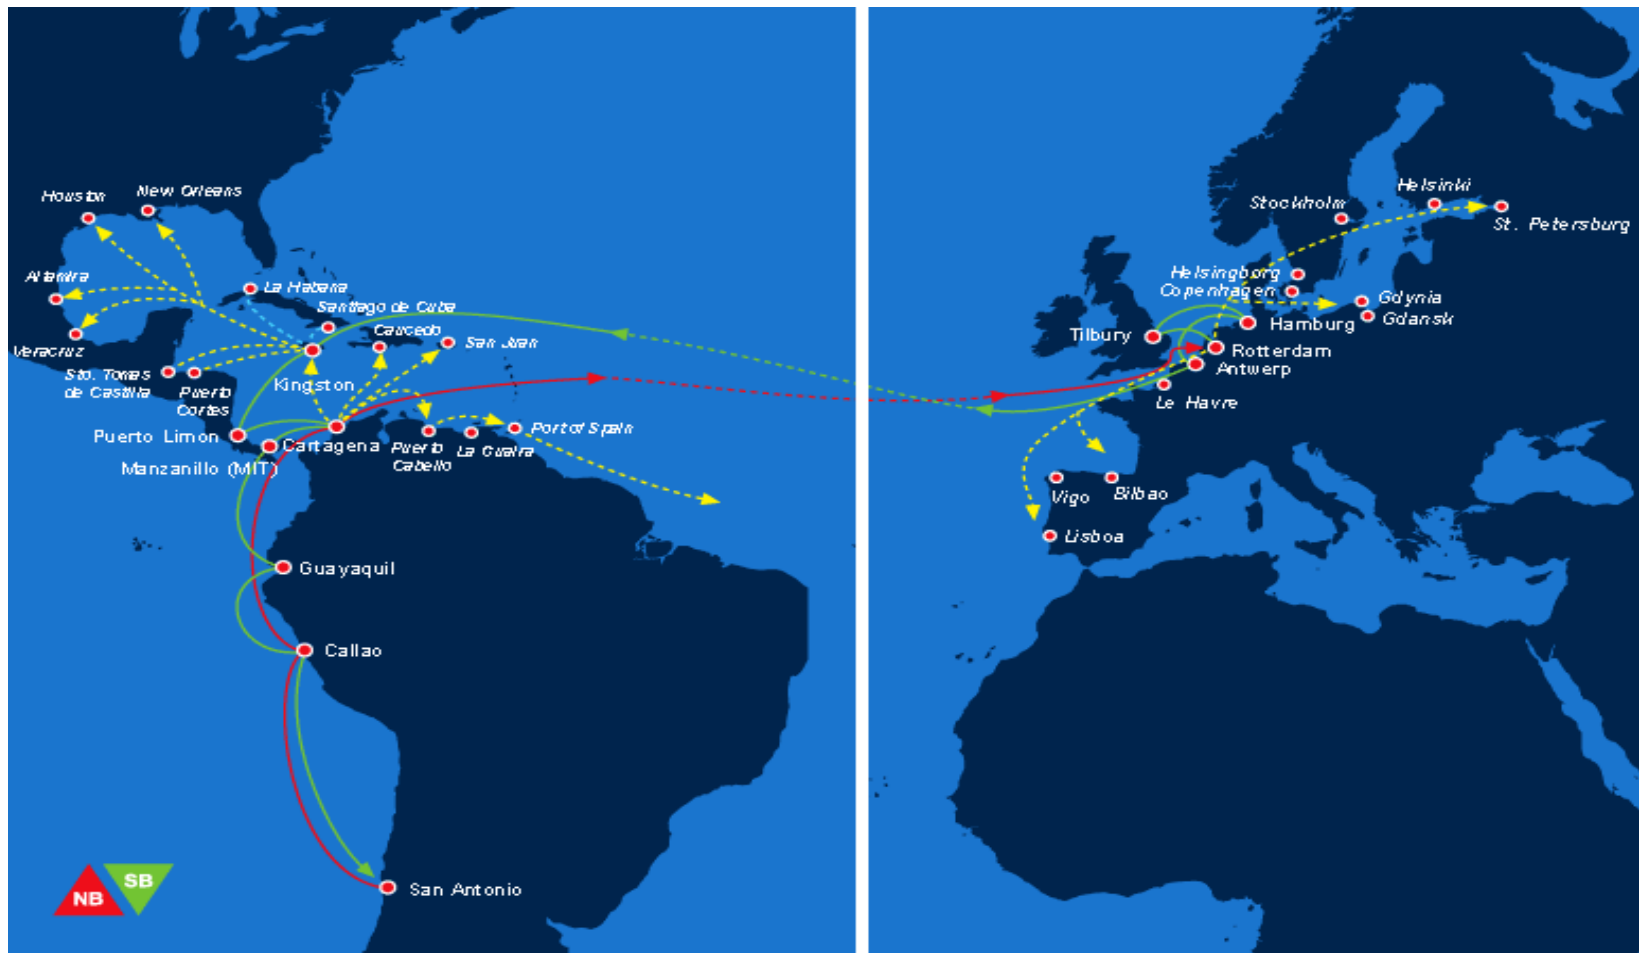 Houston
New Orleans
Altamira
La Habana
Santiago de Cuba
Caucedo
San Juan
Veracruz
Sto. Tomas
de Castilla
Puerto
Cortes
Kingston
Puerto Limon
Cartagena
Manzanillo (MIT)
Puerto
Cabello
La Guaira
Port of Spain
Guayaquil
Callao
San Antonio
NB
SB
Helsinki
Stockholm
St. Petersburg
Helsingborg
Copenhagen
Gdynia
Gdansk
Tilbury
Hamburg
Rotterdam
Antwerp
Le Havre
Vigo
Bilbao
Lisboa